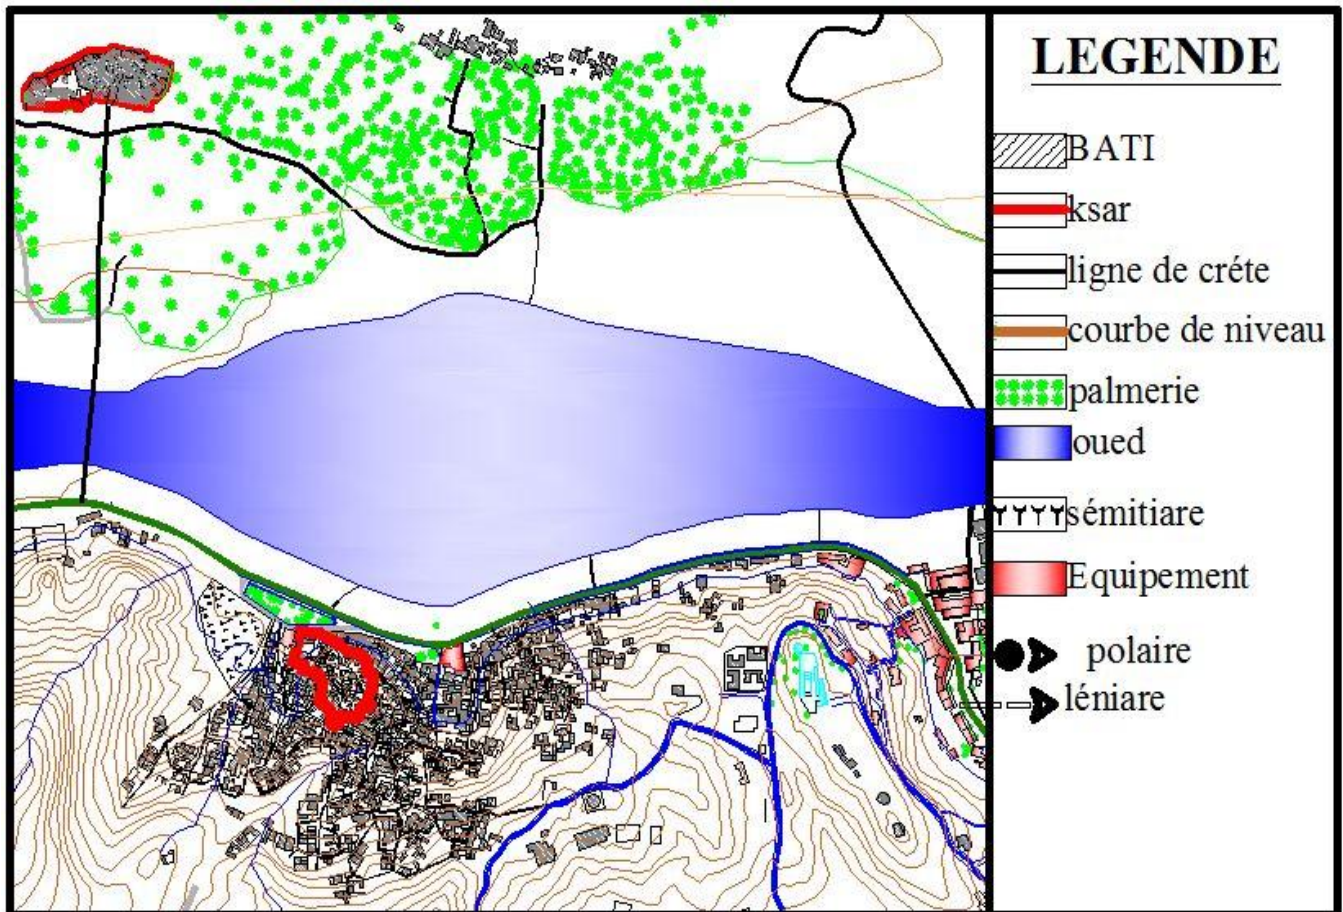 LEGENDE
BATI
ksar
ligne de créte
courbe de niveau
palmerie
oued
sémitiare
Equipement
polaire
léniare